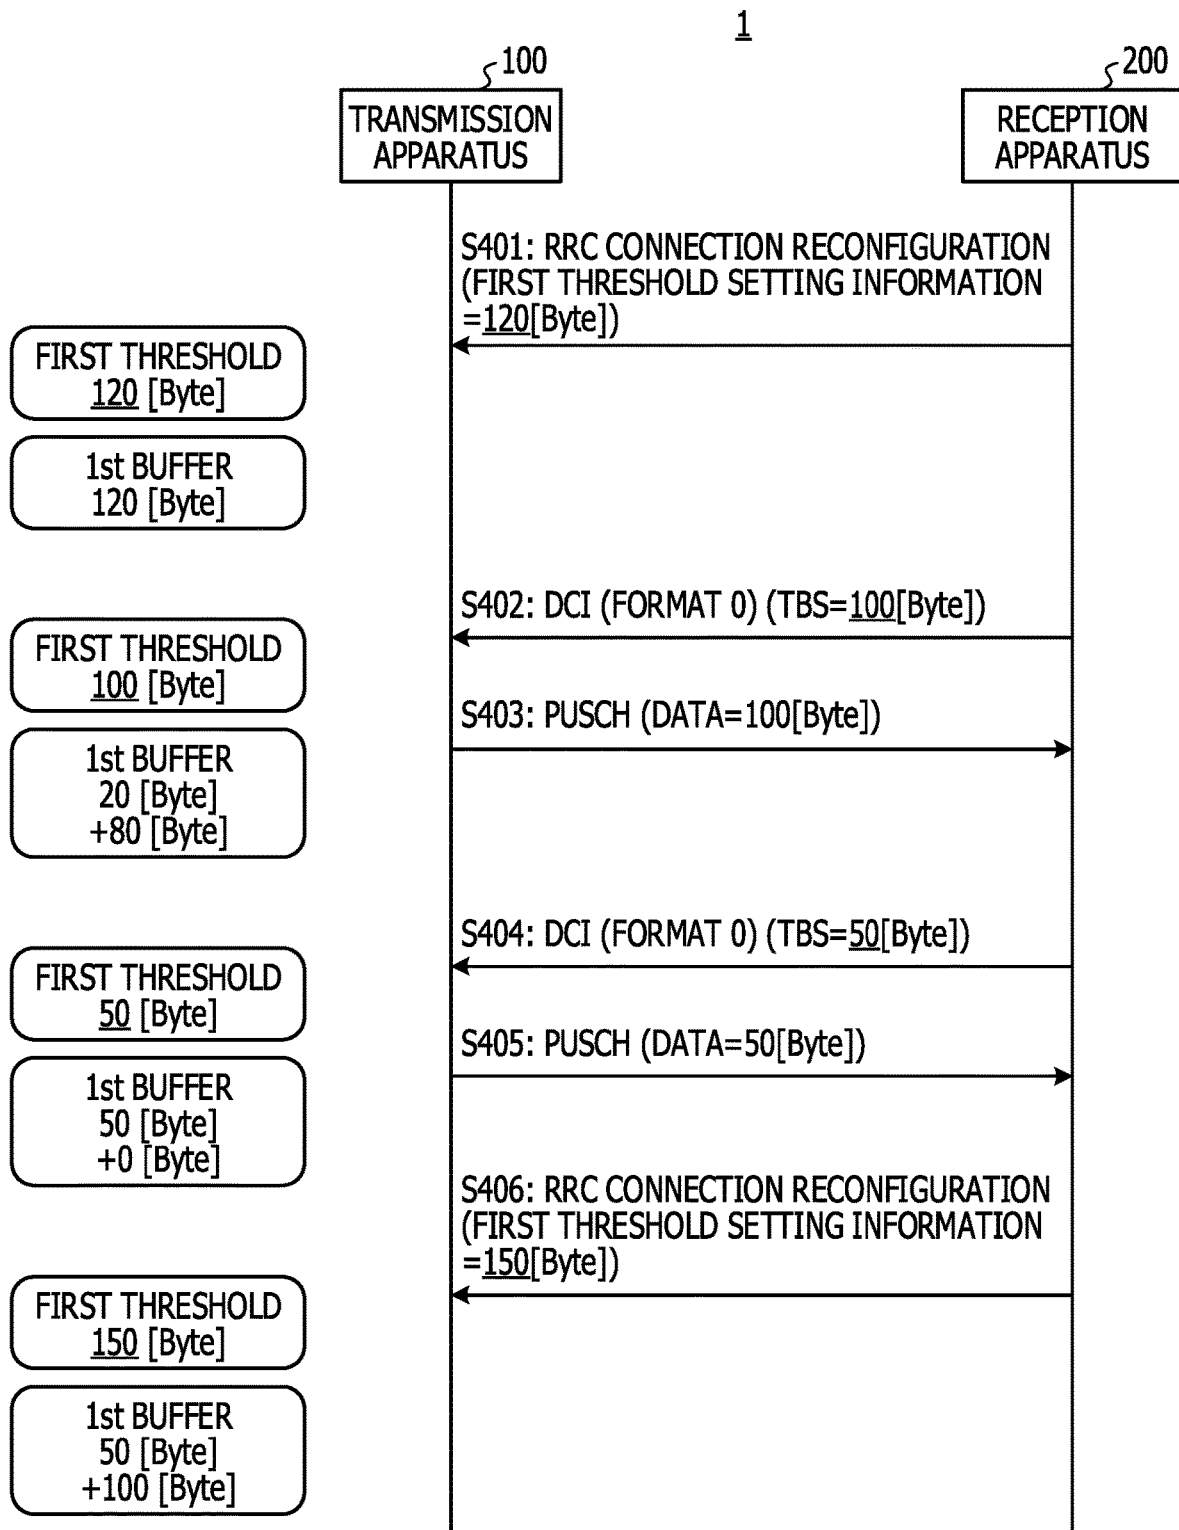 1
100
200
TRANSMISSION
APPARATUS
RECEPTION
APPARATUS
S401: RRC CONNECTION RECONFIGURATION
(FIRST THRESHOLD SETTING INFORMATION
=120[Byte])
FIRST THRESHOLD
120 [Byte]
1st BUFFER
120 [Byte]
S402: DCI (FORMAT 0) (TBS=100[Byte])
FIRST THRESHOLD
100 [Byte]
S403: PUSCH (DATA=100[Byte])
1st BUFFER
20 [Byte]
+80 [Byte]
S404: DCI (FORMAT 0) (TBS=50[Byte])
FIRST THRESHOLD
50 [Byte]
S405: PUSCH (DATA=50[Byte])
1st BUFFER
50 [Byte]
+0 [Byte]
S406: RRC CONNECTION RECONFIGURATION
(FIRST THRESHOLD SETTING INFORMATION
=150[Byte])
FIRST THRESHOLD
150 [Byte]
1st BUFFER
50 [Byte]
+100 [Byte]